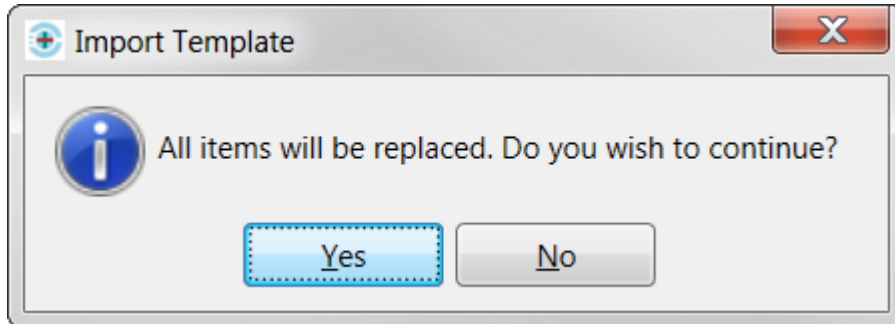 Import Template
All items will be replaced. Do you wish to continue?
Yes
No